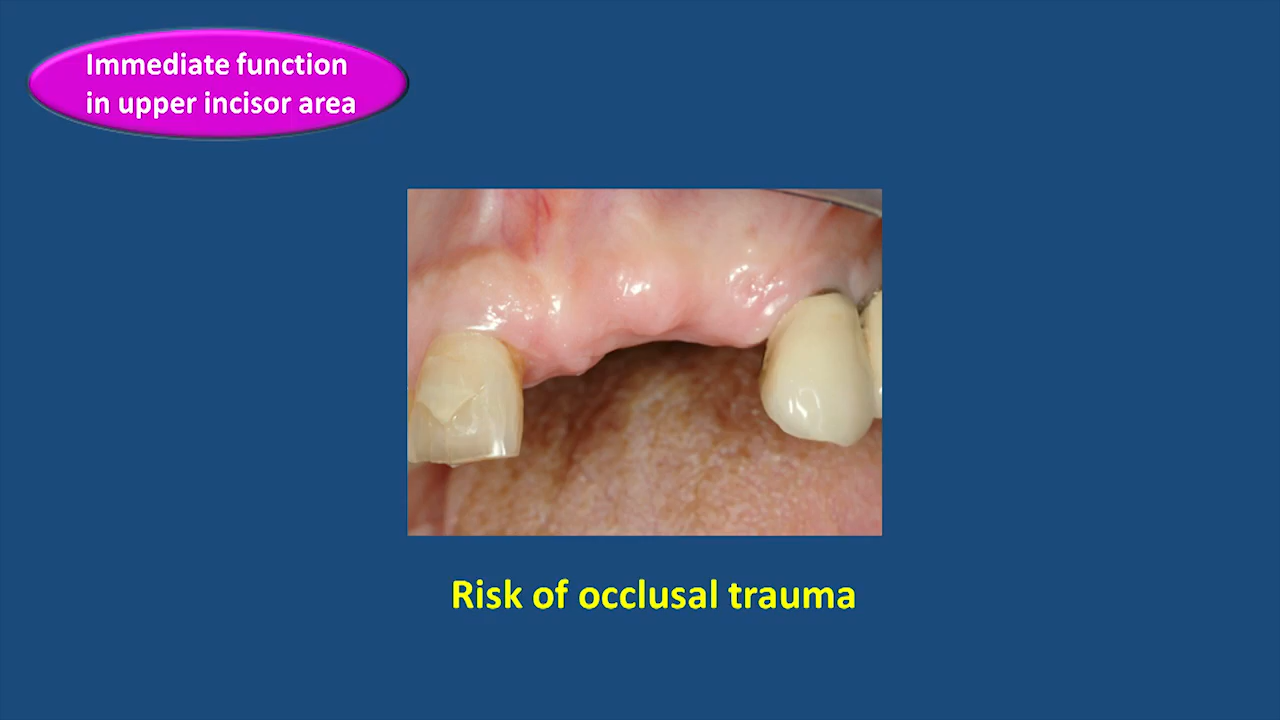 Immediate function
in upper incisor area
Risk of occlusal trauma